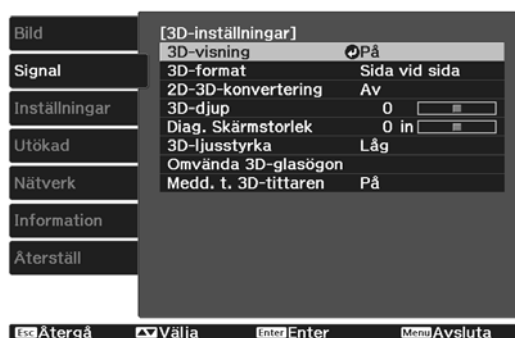 Bild
Signal
Inställningar
Utökad
Nätverk
Information
Återställ
[3D-inställningar]
3D-visning På
3D-format Sida vid sida
2D-3D-konvertering Av
3D-djup 0
Diag. Skärmstorlek 0 in
3D-ljusstyrka Låg
Omvända 3D-glasögon
Medd. t. 3D-tittaren På
Esc Återgå Välja Enter Enter Menu Avsluta